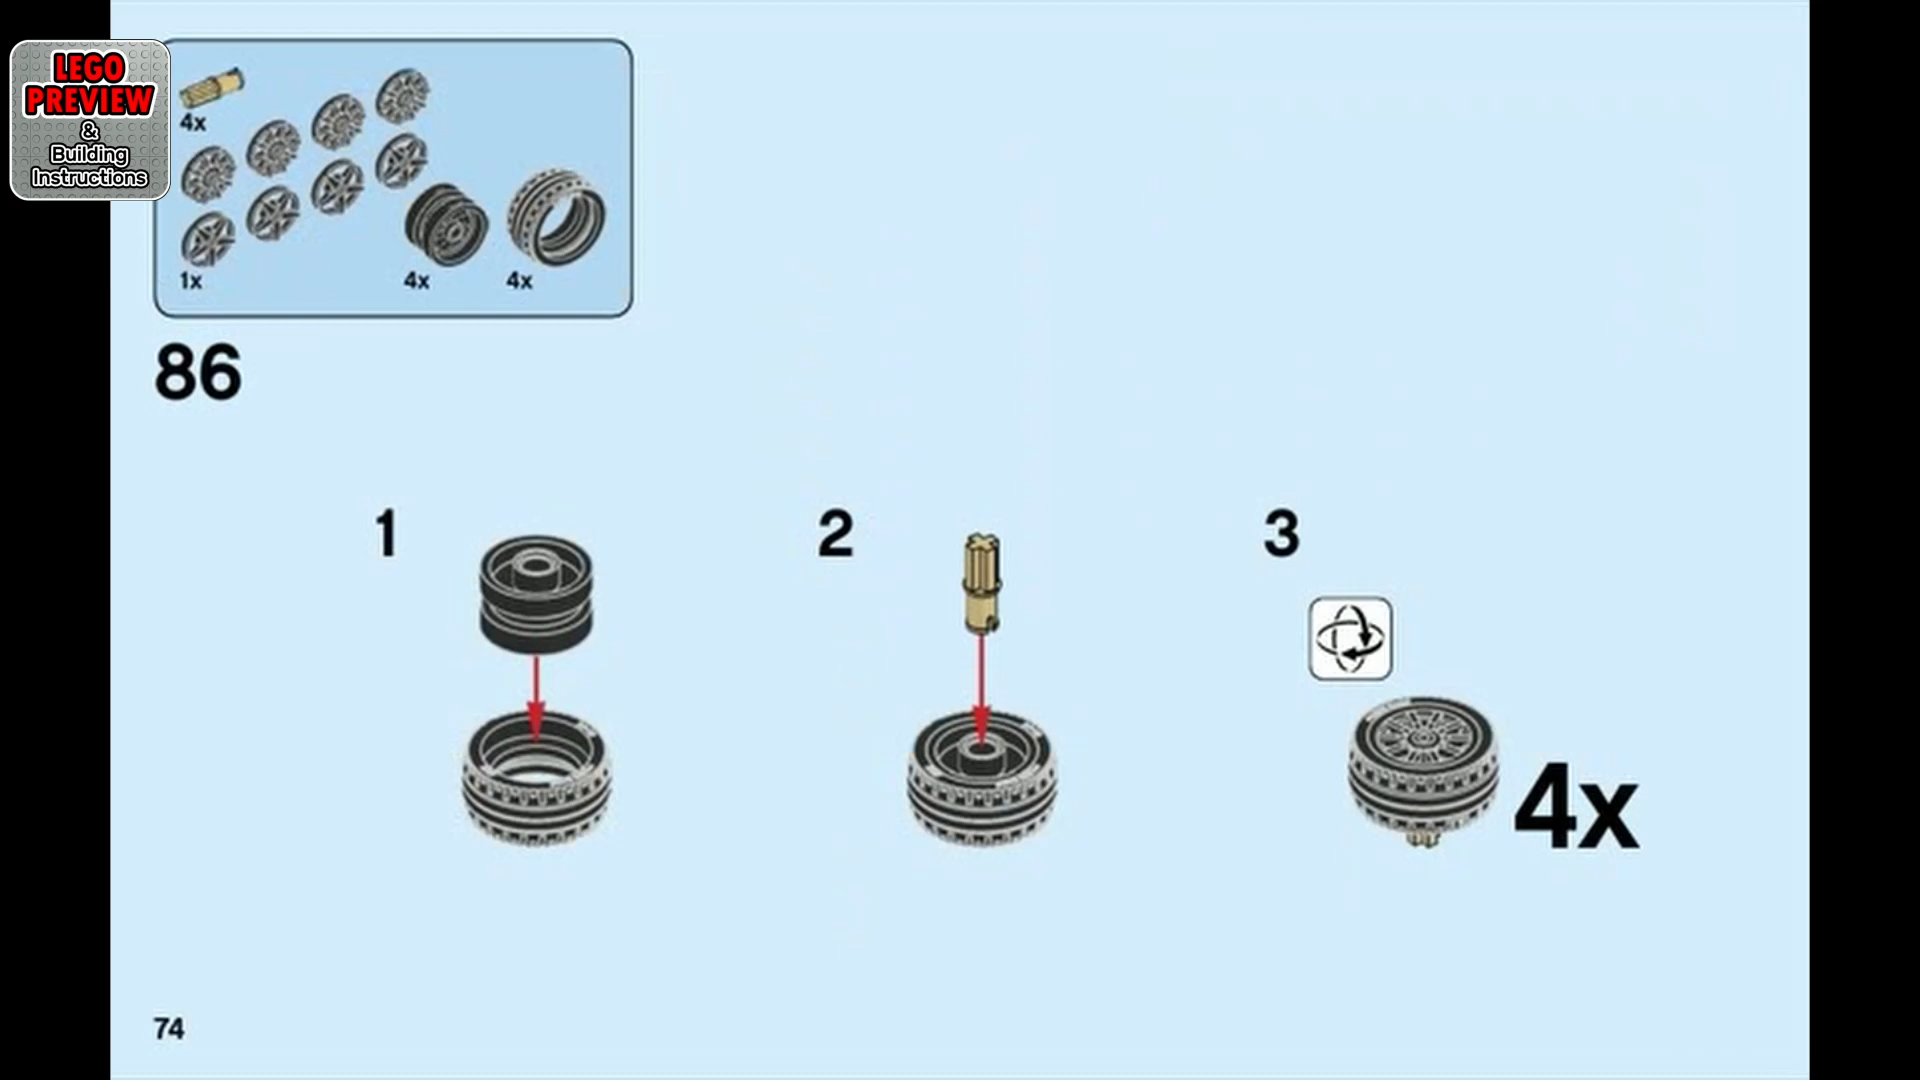 LEGO
PREVIEW
&
Building
Instructions
4x
1x
4x
4x
86
1
2
3
4x
74